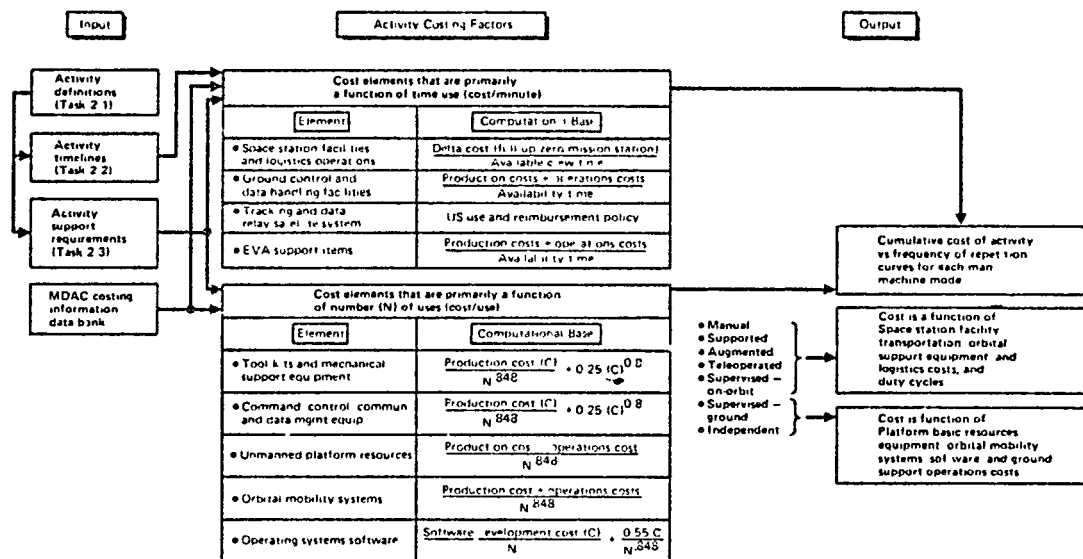 Input
Activity Costing Factors
Output
Activity
definitions
(Task 2 1)
Activity
timelines
(Task 2 2)
Activity
support
requirements
(Task 2 3)
MDAC costing
information
data bank
Cost elements that are primarily
a function of time use (cost/minute)
Element
Base
• Space station facilities
and logistics operations
Delta cost zero mission station)
Available time
• Ground control and
data handling facilities
Production costs + costs
Availability time
• Tracking and data
relay system
US use and reimbursement policy
• EVA support items
Production costs + costs
time
Cost elements that are primarily a function
of number (N) of uses (cost/use)
Element
Computational Base
• Tool kits and mechanical
support equipment
Production cost (C)
N.848
+ 0.25 (C)0.8
• Command control commun
and data mgmt equip
Production cost (C)
N.848
+ 0.25 (C)0.8
• Unmanned platform resources
Production cost
N.848
• Orbital mobility systems
Production cost + operations costs
N.848
• Operating systems software
Software cost (C)
N
+ 0.55 C
N.848
Cumulative cost of activity
vs frequency of repetition
curves for each man
machine mode
• Manual
• Supported
• Augmented
• Teleoperated
• Supervised –
on-orbit
• Supervised –
ground
• Independent
Cost is a function of
Space station facility
transportation orbital
support equipment and
logistics costs, and
duty cycles
Cost is function of
Platform basic resources
equipment orbital mobility
systems software and ground
support operations costs